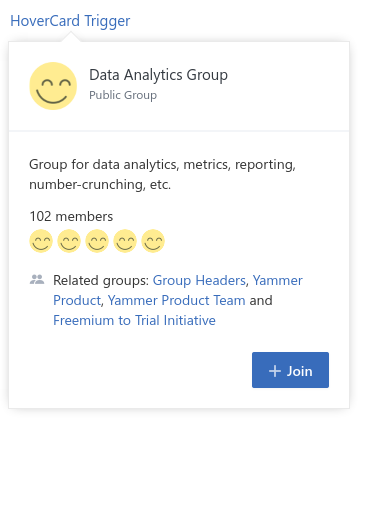 HoverCard Trigger
Data Analytics Group
Public Group
Group for data analytics, metrics, reporting,
number-crunching, etc.
102 members
Related groups: Group Headers, Yammer
Product, Yammer Product Team and
Freemium to Trial Initiative
+ Join